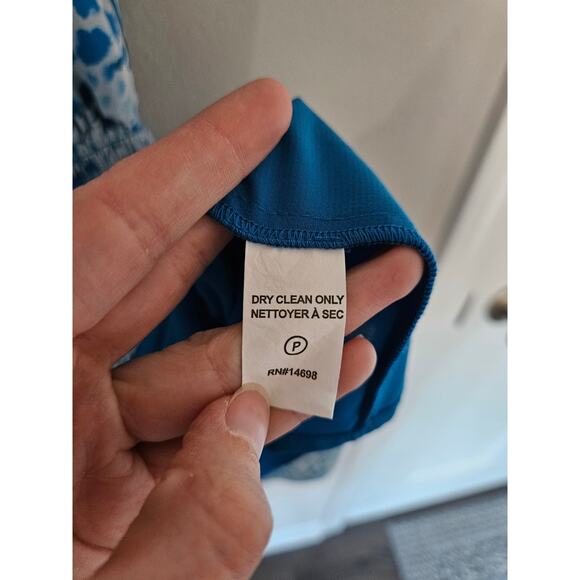 DRY CLEAN ONLY
NETTOYER À SEC
P
RN#14698